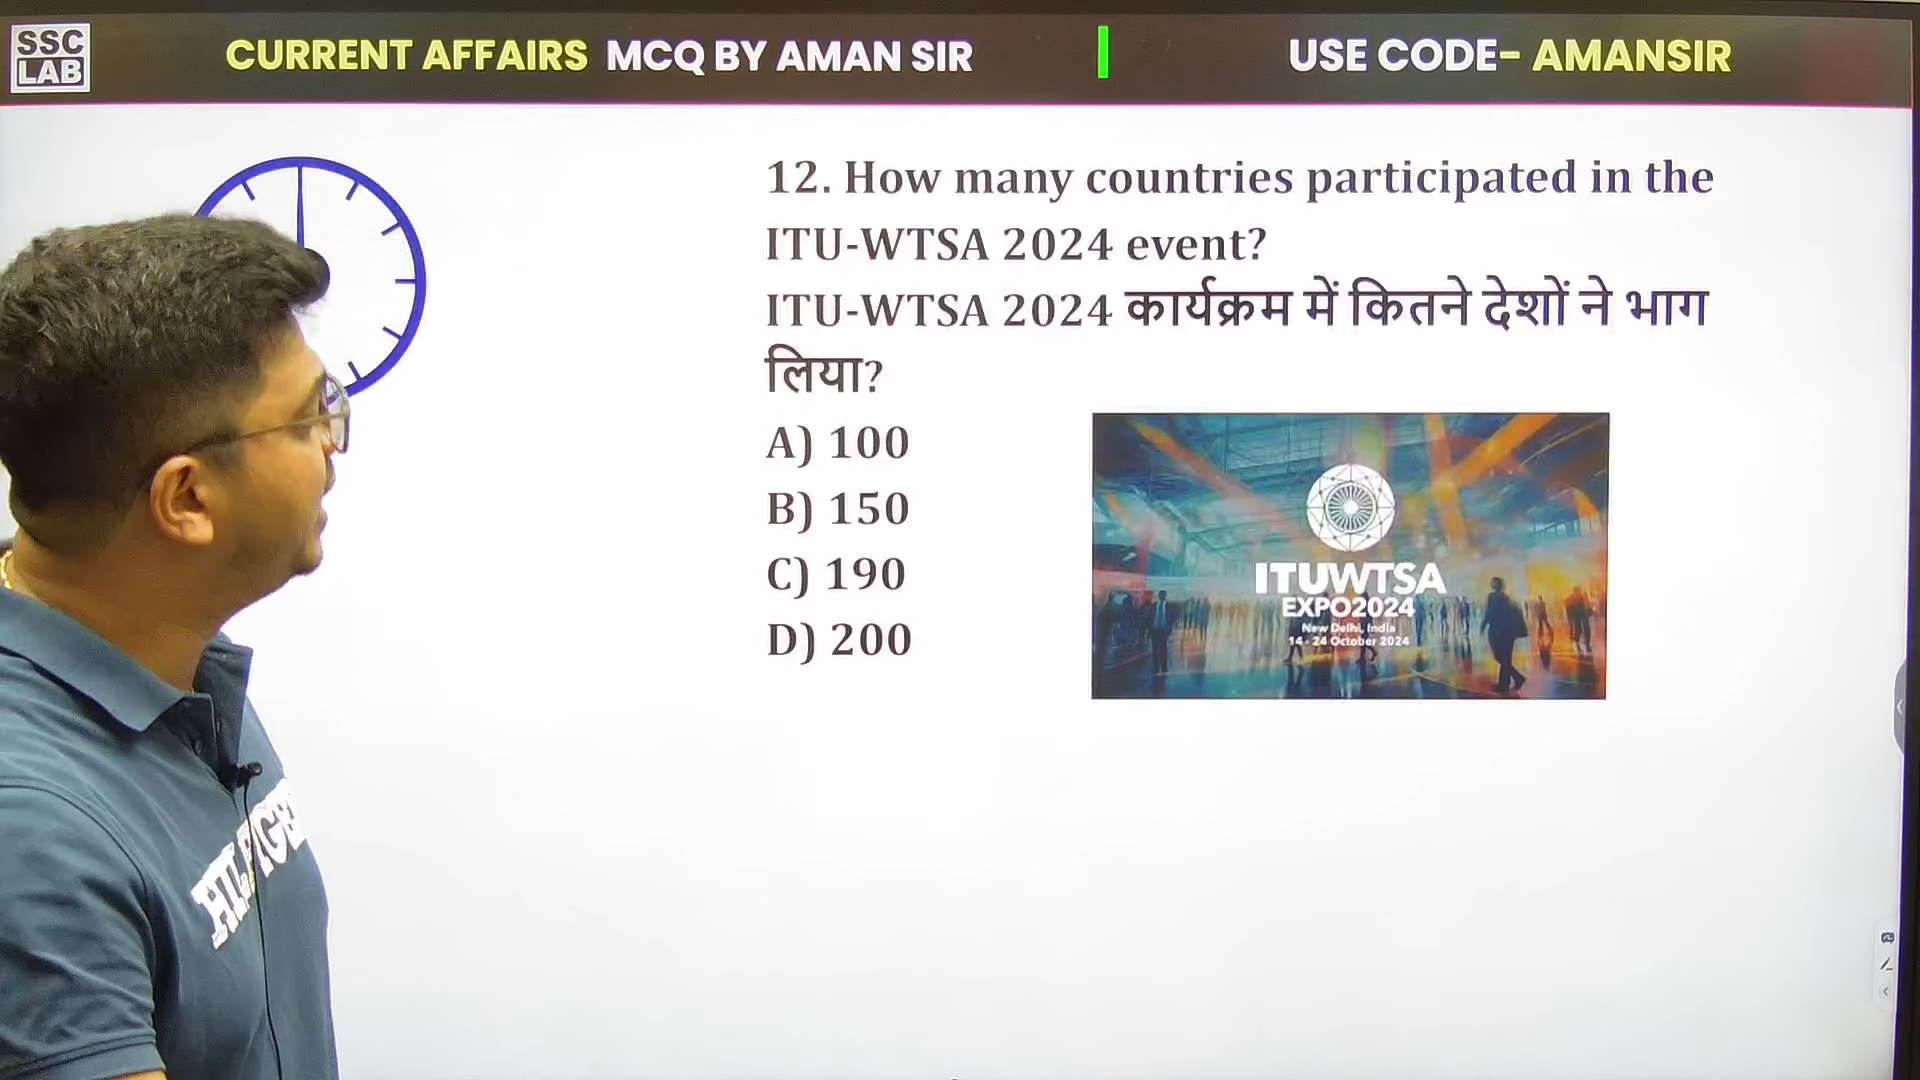 SSC
LAB
CURRENT AFFAIRS MCQ BY AMAN SIR
USE CODE- AMANSIR
12. How many countries participated in the
ITU-WTSA 2024 event?
ITU-WTSA 2024 कार्यक्रम में कितने देशों ने भाग
लिया?
A) 100
B) 150
C) 190
D) 200
ITUWTSA
EXPO2024
New Delhi, India
14 - 24 October 2024